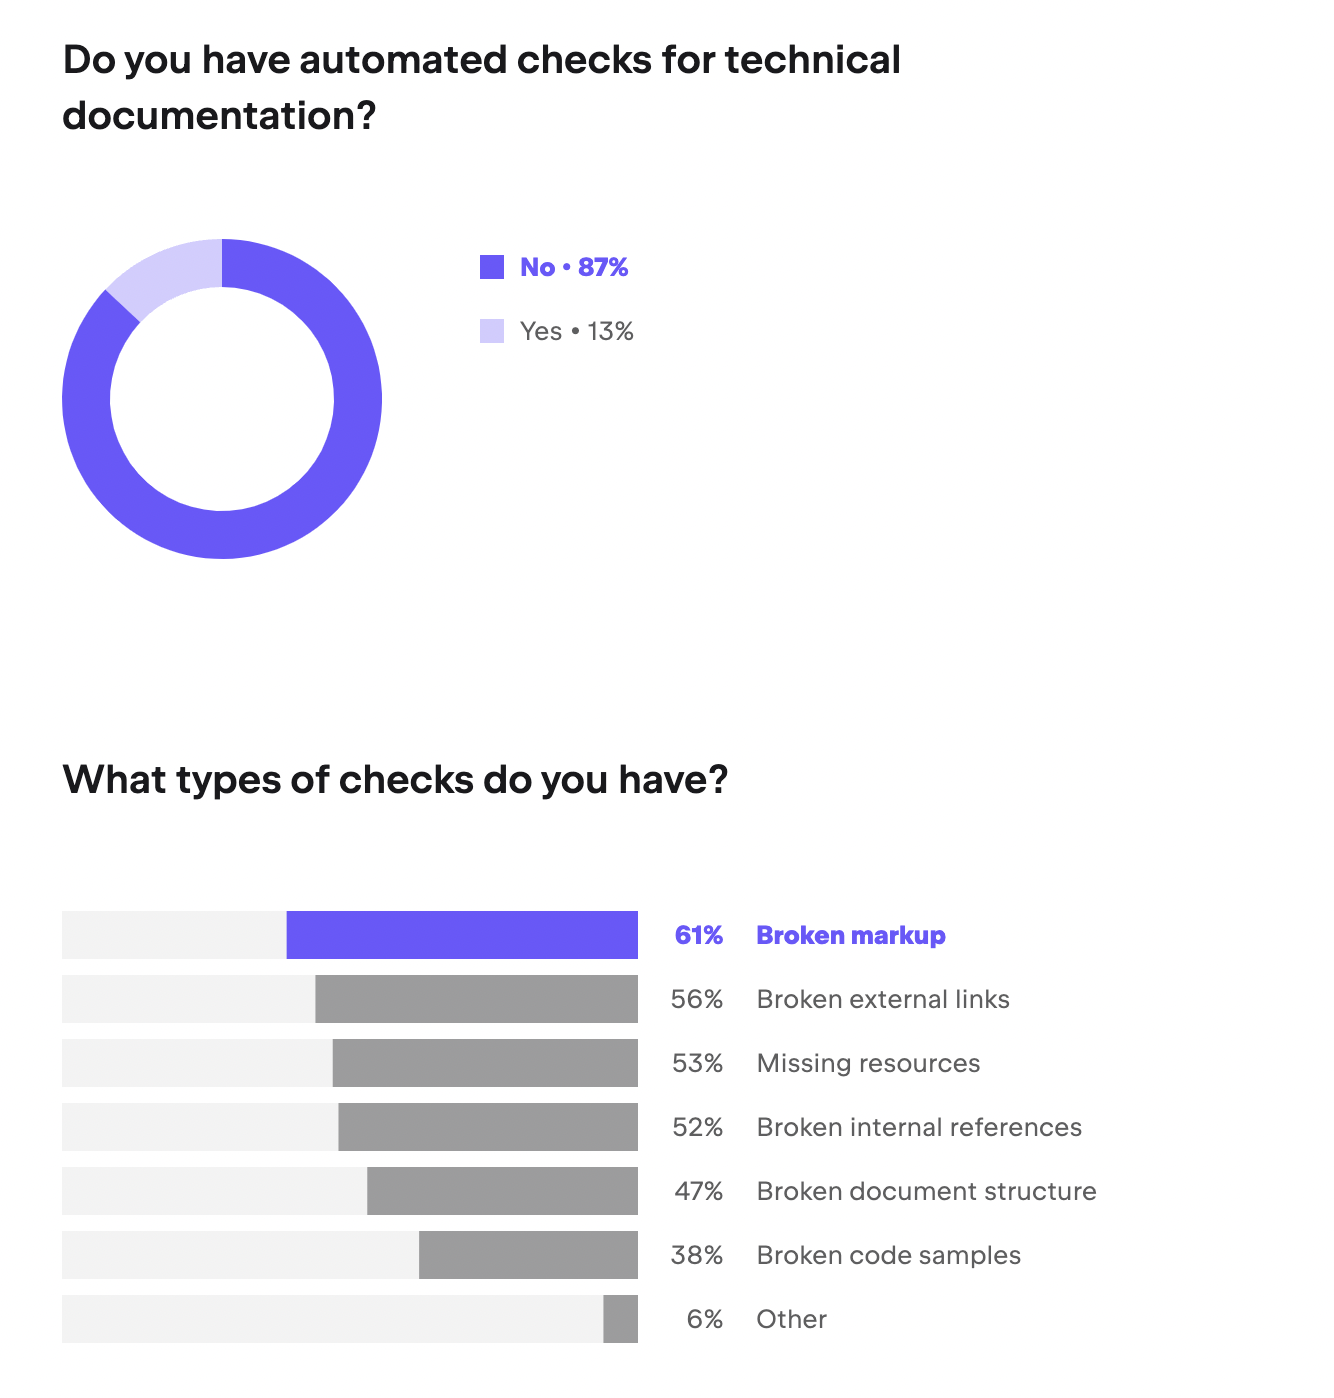 Do you have automated checks for technical
documentation?
No • 87%
Yes • 13%
What types of checks do you have?
61% Broken markup
56% Broken external links
53% Missing resources
52% Broken internal references
47% Broken document structure
38% Broken code samples
6% Other